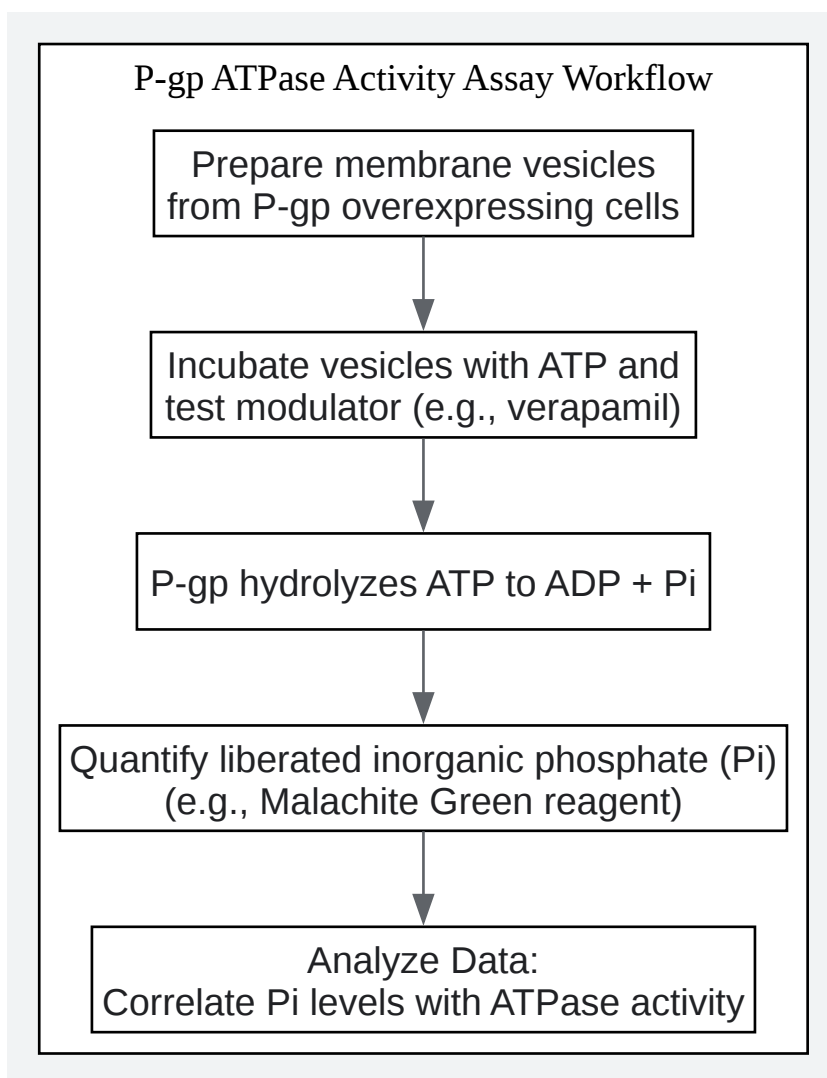 P-gp ATPase Activity Assay Workflow
Prepare membrane vesicles
from P-gp overexpressing cells
Incubate vesicles with ATP and
test modulator (e.g., verapamil)
P-gp hydrolyzes ATP to ADP + Pi
Quantify liberated inorganic phosphate (Pi)
(e.g., Malachite Green reagent)
Analyze Data:
Correlate Pi levels with ATPase activity